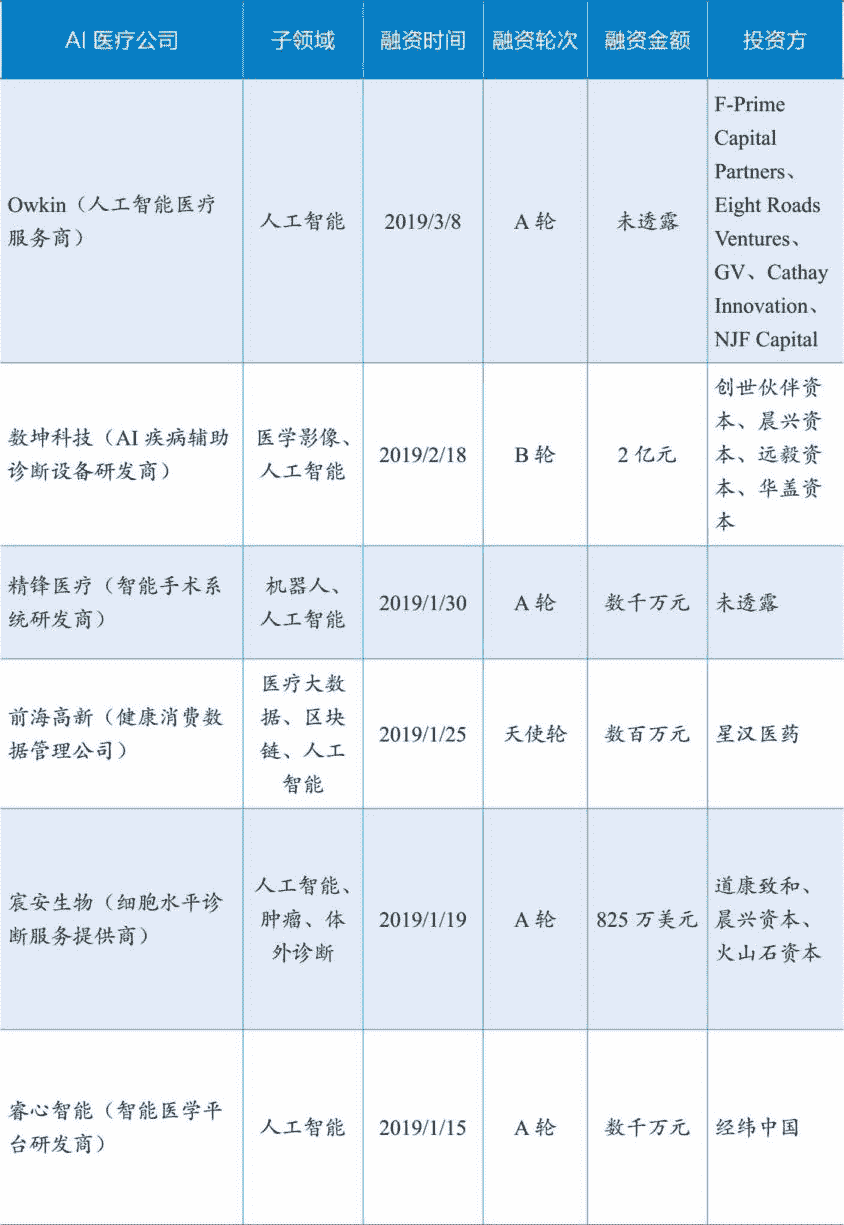 AI 医疗公司
子领域
融资时间
融资轮次
融资金额
投资方
Owkin（人工智能医疗
服务商）
人工智能
2019/3/8
A 轮
未透露
F-Prime
Capital
Partners、
Eight Roads
Ventures、
GV、Cathay
Innovation、
NJF Capital
数坤科技（AI 疾病辅助
诊断设备研发商）
医学影像、
人工智能
2019/2/18
B 轮
2 亿元
创世伙伴资
本、晨兴资
本、远毅资
本、华盖资
本
精锋医疗（智能手术系
统研发商）
机器人、
人工智能
2019/1/30
A 轮
数千万元
未透露
前海高新（健康消费数
据管理公司）
医疗大数
据、区块
链、人工
智能
2019/1/25
天使轮
数百万元
星汉医药
宸安生物（细胞水平诊
断服务提供商）
人工智能、
肿瘤、体
外诊断
2019/1/19
A 轮
825 万美元
道康致和、
晨兴资本、
火山石资本
睿心智能（智能医学平
台研发商）
人工智能
2019/1/15
A 轮
数千万元
经纬中国